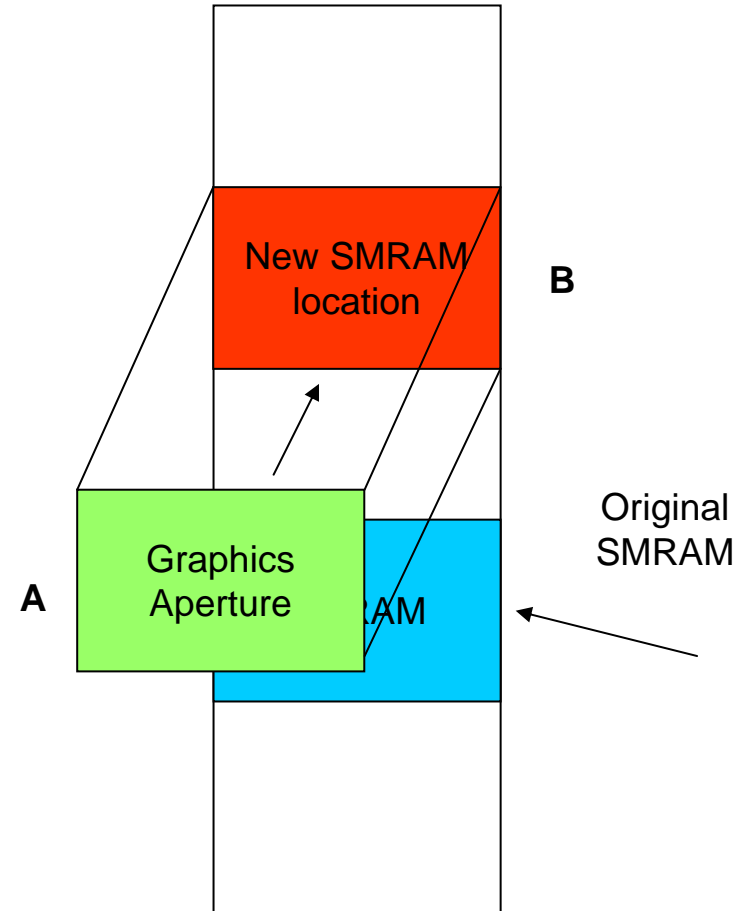 New SMRAM
location
B
Original
SMRAM
Graphics
Aperture
A